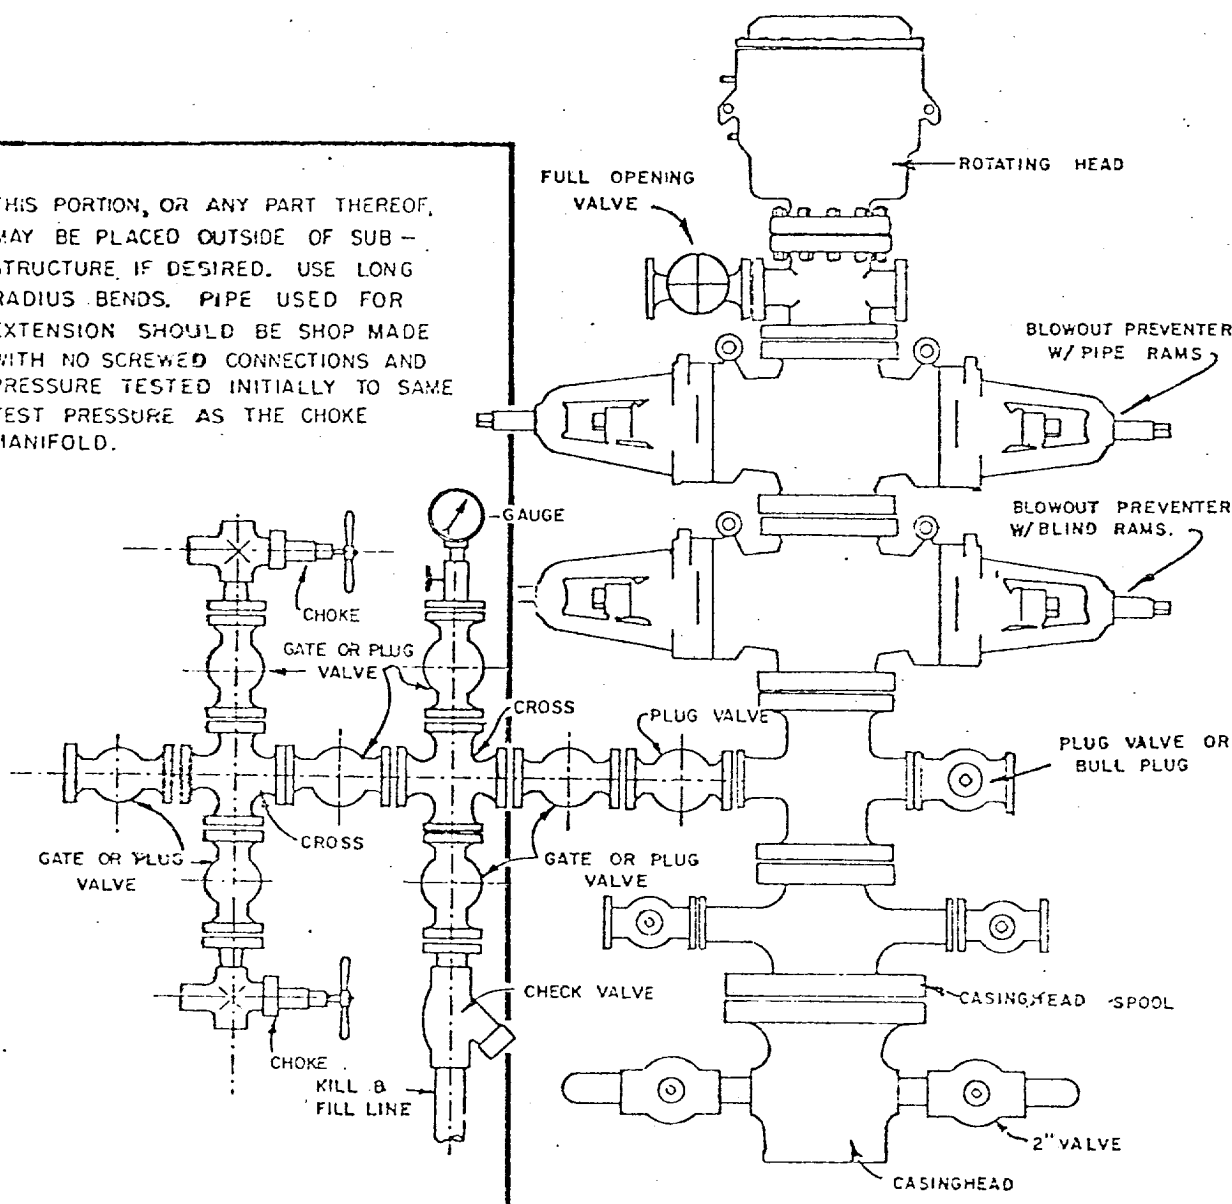 THIS PORTION, OR ANY PART THEREOF,
MAY BE PLACED OUTSIDE OF SUB-
STRUCTURE IF DESIRED. USE LONG
RADIUS BENDS. PIPE USED FOR
EXTENSION SHOULD BE SHOP MADE
WITH NO SCREWED CONNECTIONS AND
PRESSURE TESTED INITIALLY TO SAME
TEST PRESSURE AS THE CHOKE
MANIFOLD.
FULL OPENING
VALVE
ROTATING HEAD
BLOWOUT PREVENTER
W/PIPE RAMS
BLOWOUT PREVENTER
W/BLIND RAMS.
GAUGE
CHOKE
GATE OR PLUG
VALVE
CROSS
PLUG VALVE
PLUG VALVE OR
BULL PLUG
CROSS
GATE OR PLUG
VALVE
GATE OR PLUG
VALVE
CHECK VALVE
CASINGHEAD SPOOL
CHOKE
KILL &
FILL LINE
2" VALVE
CASINGHEAD